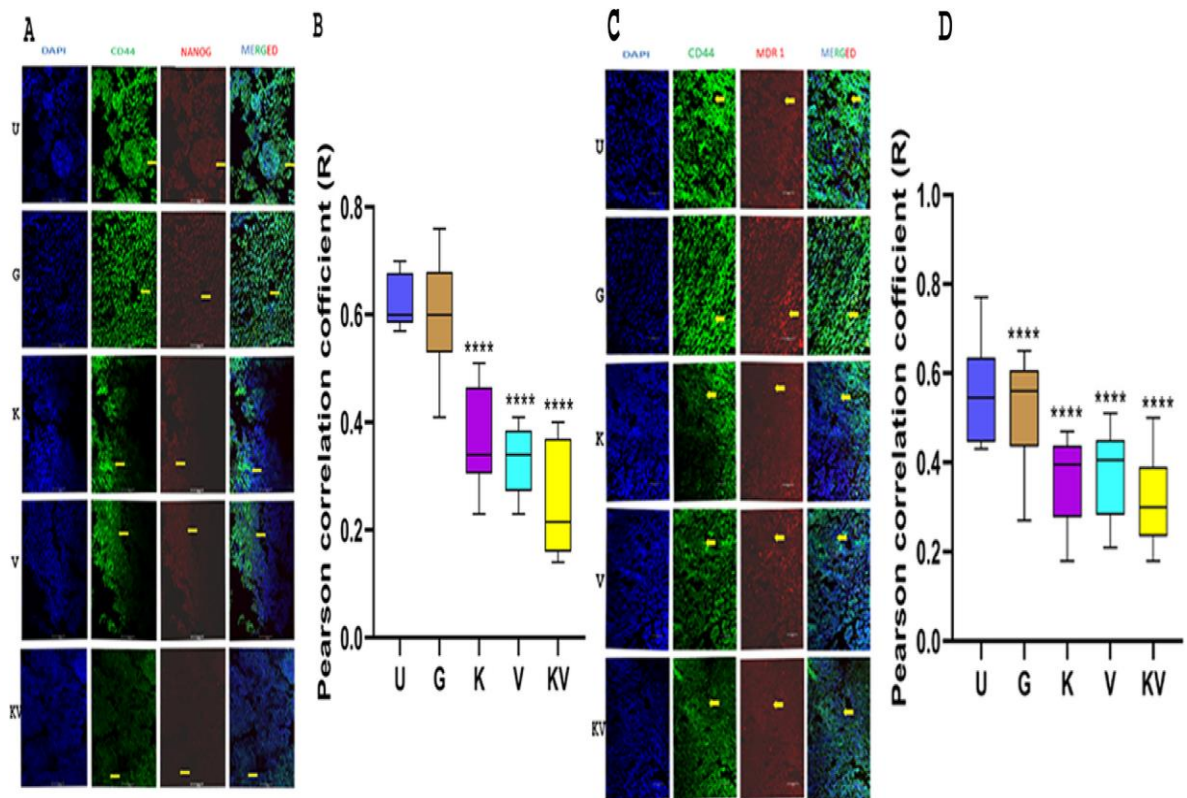 A
DAPI CD44 NANOG MERGED
U
G
K
V
KV
B
Pearson correlation cofficient (R)
0.8
0.6
0.4
0.2
0.0
****
****
****
U G K V KV
C
DAPI CD44 MDR 1 MERGED
U
G
K
V
KV
D
Pearson correlation cofficient (R)
1.0
0.8
0.6
0.4
0.2
0.0
****
****
****
****
U G K V KV